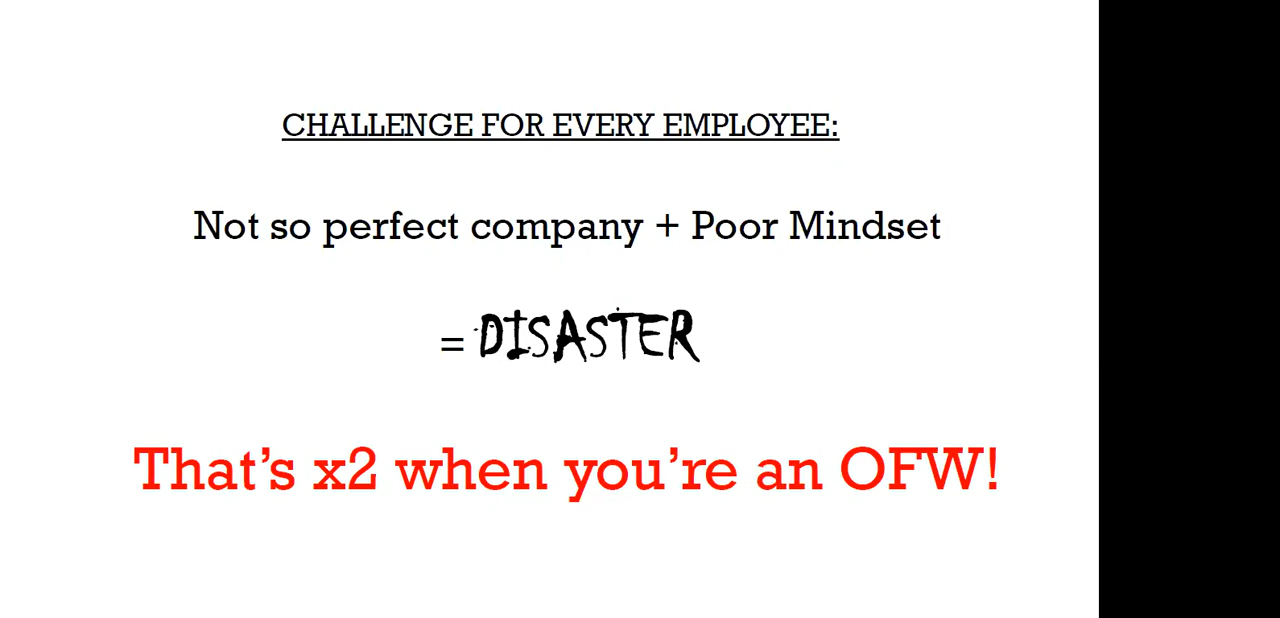 CHALLENGE FOR EVERY EMPLOYEE:
Not so perfect company + Poor Mindset
= DISASTER
That's x2 when you're an OFW!